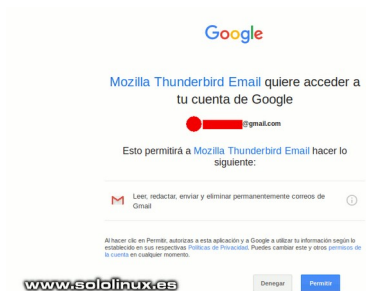 Google
Mozilla Thunderbird Email quiere acceder a
tu cuenta de Google
@gmail.com
Esto permitirá a Mozilla Thunderbird Email hacer lo
siguiente:
Leer, redactar, enviar y eliminar permanentemente correos de
Gmail
Al hacer clic en Permitir, autorizas a esta aplicación y a Google a utilizar tu información según lo
establecido en sus respectivas Políticas de Privacidad. Puedes cambiar este y otros permisos de
la cuenta en cualquier momento.
www.sololinux.es
Denegar Permitir